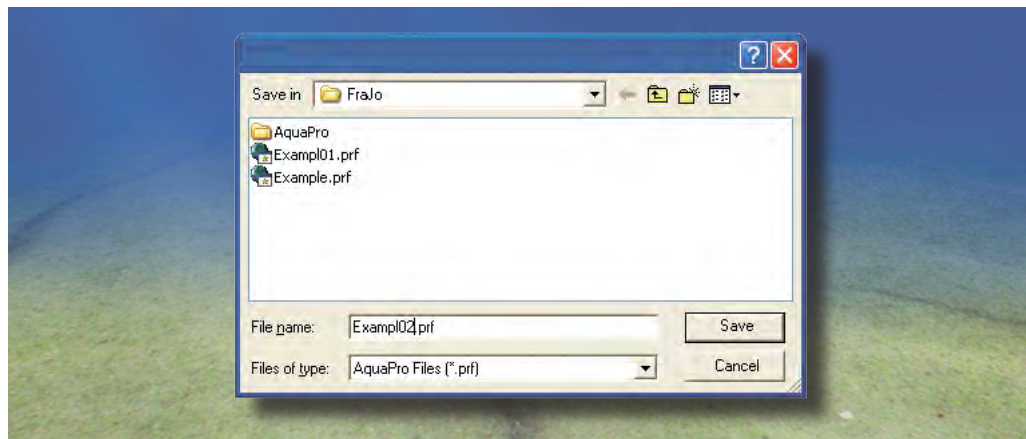 ?
Save in FraJo
AquaPro
Exampl01.prf
Example.prf
File name: Exampl02.prf Save
Files of type: AquaPro Files (*.prf) Cancel